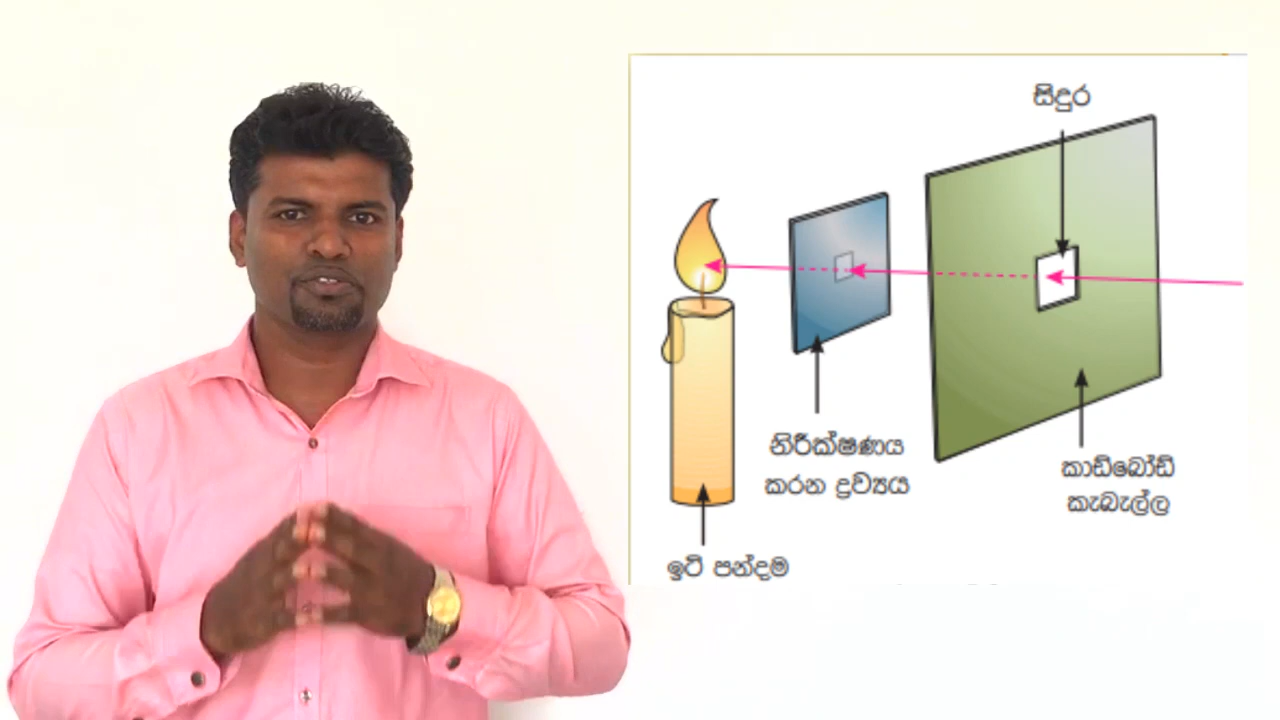 සිදුර
නිරීක්ෂණය
කරන ද්‍රව්‍යය
කාඩ්බෝඩ්
කැබැල්ල
ඉටි පන්දම